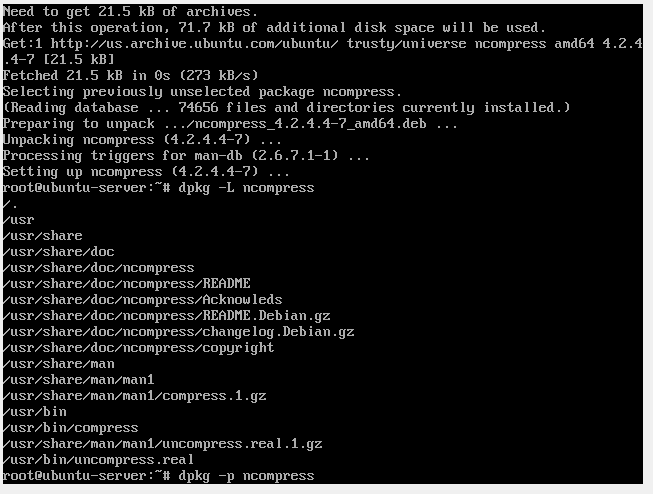 Need to get 21.5 kB of archives.
After this operation, 71.7 kB of additional disk space will be used.
Get:1 http://us.archive.ubuntu.com/ubuntu/ trusty/universe ncompress amd64 4.2.4
.4-7 [21.5 kB]
Fetched 21.5 kB in 0s (273 kB/s)
Selecting previously unselected package ncompress.
(Reading database ... 74656 files and directories currently installed.)
Preparing to unpack .../ncompress_4.2.4.4-7_amd64.deb ...
Unpacking ncompress (4.2.4.4-7) ...
Processing triggers for man-db (2.6.7.1-1) ...
Setting up ncompress (4.2.4.4-7) ...
root@ubuntu-server:~# dpkg -L ncompress
/.
/usr
/usr/share
/usr/share/doc
/usr/share/doc/ncompress
/usr/share/doc/ncompress/README
/usr/share/doc/ncompress/Acknowleds
/usr/share/doc/ncompress/README.Debian.gz
/usr/share/doc/ncompress/changelog.Debian.gz
/usr/share/doc/ncompress/copyright
/usr/share/man
/usr/share/man/man1
/usr/share/man/man1/compress.1.gz
/usr/bin
/usr/bin/compress
/usr/share/man/man1/uncompress.real.1.gz
/usr/bin/uncompress.real
root@ubuntu-server:~# dpkg -p ncompress